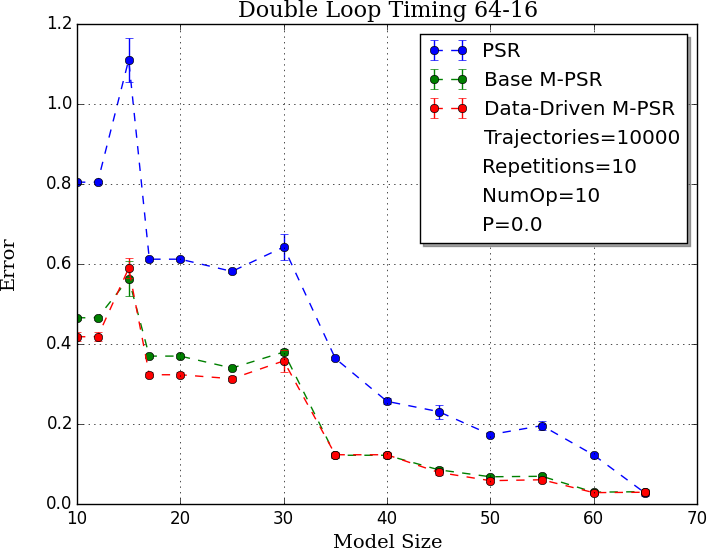 Double Loop Timing 64-16
1.2
1.0
0.8
0.6
0.4
0.2
0.0
Error
PSR
Base M-PSR
Data-Driven M-PSR
Trajectories=10000
Repetitions=10
NumOp=10
P=0.0
10 20 30 40 50 60 70
Model Size